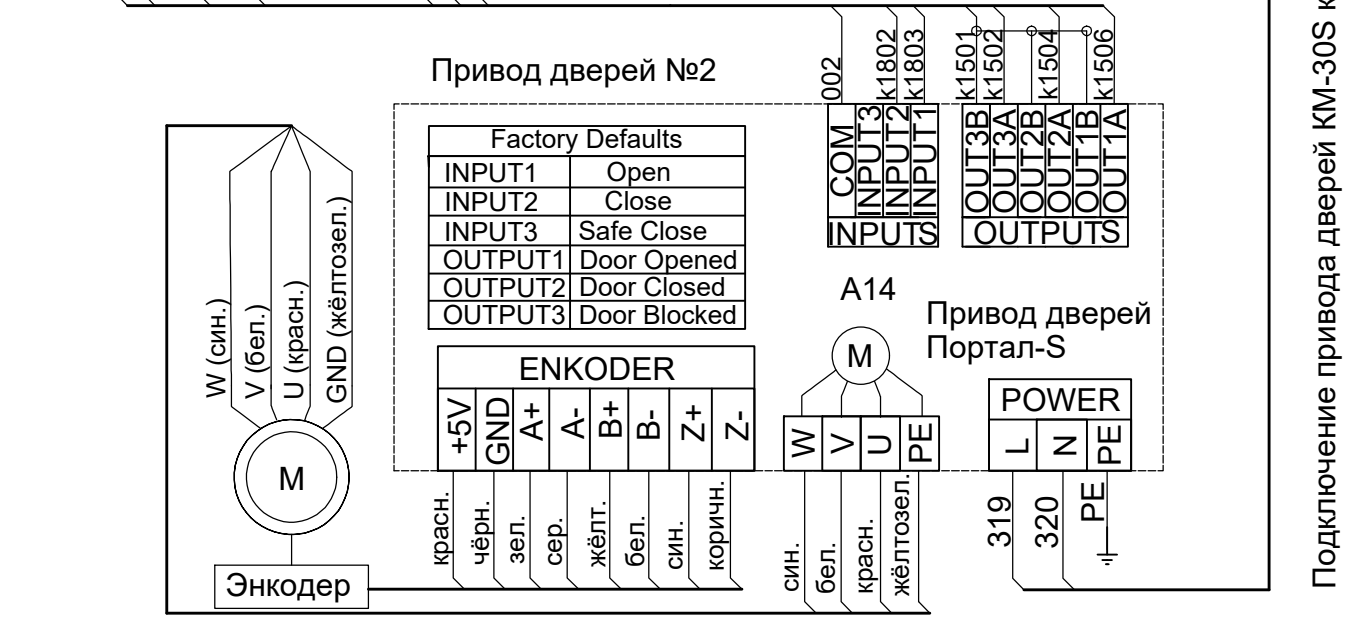 Привод дверей №2
002
k1802
k1803
k1501
k1502
k1504
k1506
COM
INPUT3
INPUT2
INPUT1
INPUTS
OUT3B
OUT3A
OUT2B
OUT2A
OUT1B
OUT1A
OUTPUTS
Factory Defaults
INPUT1 Open
INPUT2 Close
INPUT3 Safe Close
OUTPUT1 Door Opened
OUTPUT2 Door Closed
OUTPUT3 Door Blocked
A14
Привод дверей
Портал-S
M
W (син.)
V (бел.)
U (красн.)
GND (жёлтозел.)
M
Энкодер
ENKODER
+5V
GND
A+
A-
B+
B-
Z+
Z-
красн.
чёрн.
зел.
сер.
жёлт.
бел.
син.
коричн.
W
V
U
PE
син.
бел.
красн.
жёлтозел.
POWER
L
N
PE
319
320
PE
Подключение привода дверей КМ-30S